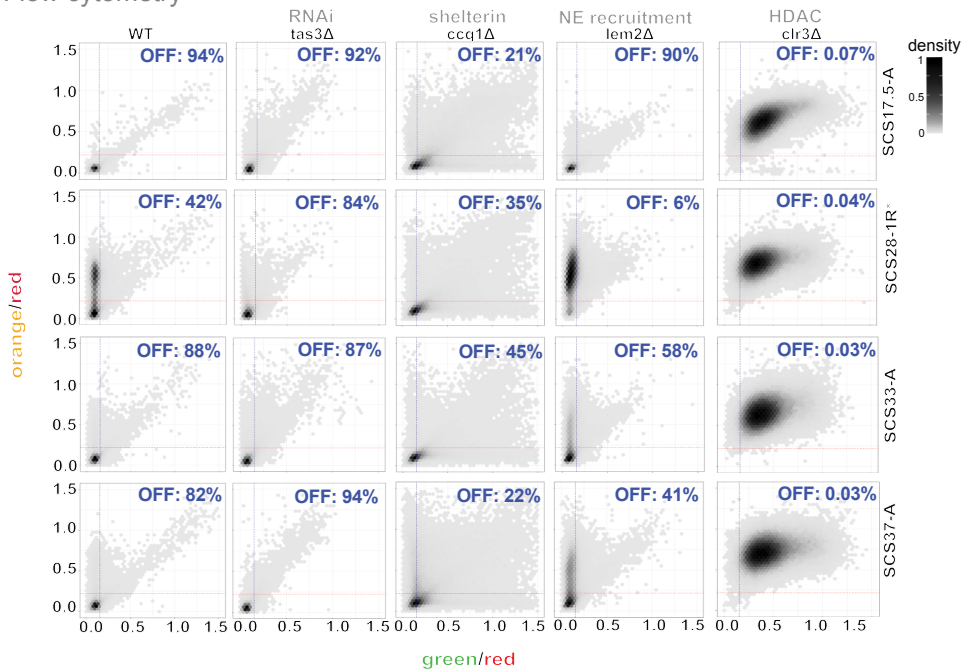 RNAi shelterin NE recruitment HDAC
WT tas3Δ ccq1Δ lem2Δ clr3Δ
density
1
0.5
0
1.5
1.0
0.5
0.0
OFF: 94% OFF: 92% OFF: 21% OFF: 90% OFF: 0.07%
SCS17.5-A
1.5
1.0
0.5
0.0
OFF: 42% OFF: 84% OFF: 35% OFF: 6% OFF: 0.04%
SCS28-1R*
orange/red
1.5
1.0
0.5
0.0
OFF: 88% OFF: 87% OFF: 45% OFF: 58% OFF: 0.03%
SCS33-A
1.5
1.0
0.5
0.0
OFF: 82% OFF: 94% OFF: 22% OFF: 41% OFF: 0.03%
SCS37-A
0.0 0.5 1.0 1.5 0.0 0.5 1.0 1.5 0.0 0.5 1.0 1.5 0.0 0.5 1.0 1.5 0.0 0.5 1.0 1.5
green/red